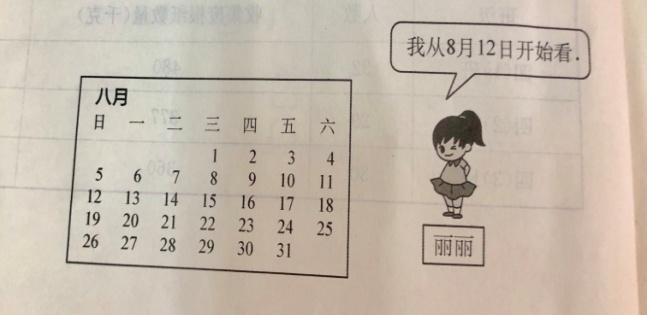 我从8月12日开始看.
八月
日 一 二 三 四 五 六
1 2 3 4
5 6 7 8 9 10 11
12 13 14 15 16 17 18
19 20 21 22 23 24 25
26 27 28 29 30 31
丽丽